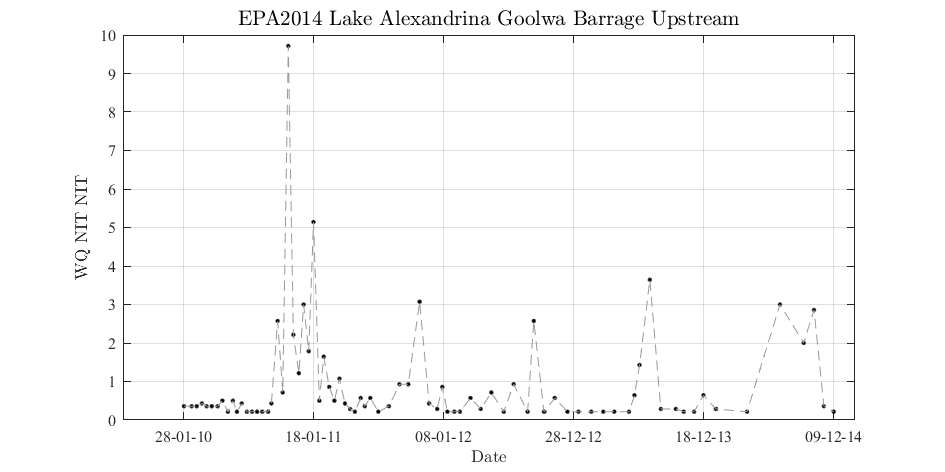 EPA2014 Lake Alexandrina Goolwa Barrage Upstream
10
9
8
7
6
5
4
3
2
1
0
WQ NIT NIT
28-01-10 18-01-11 08-01-12 28-12-12 18-12-13 09-12-14
Date